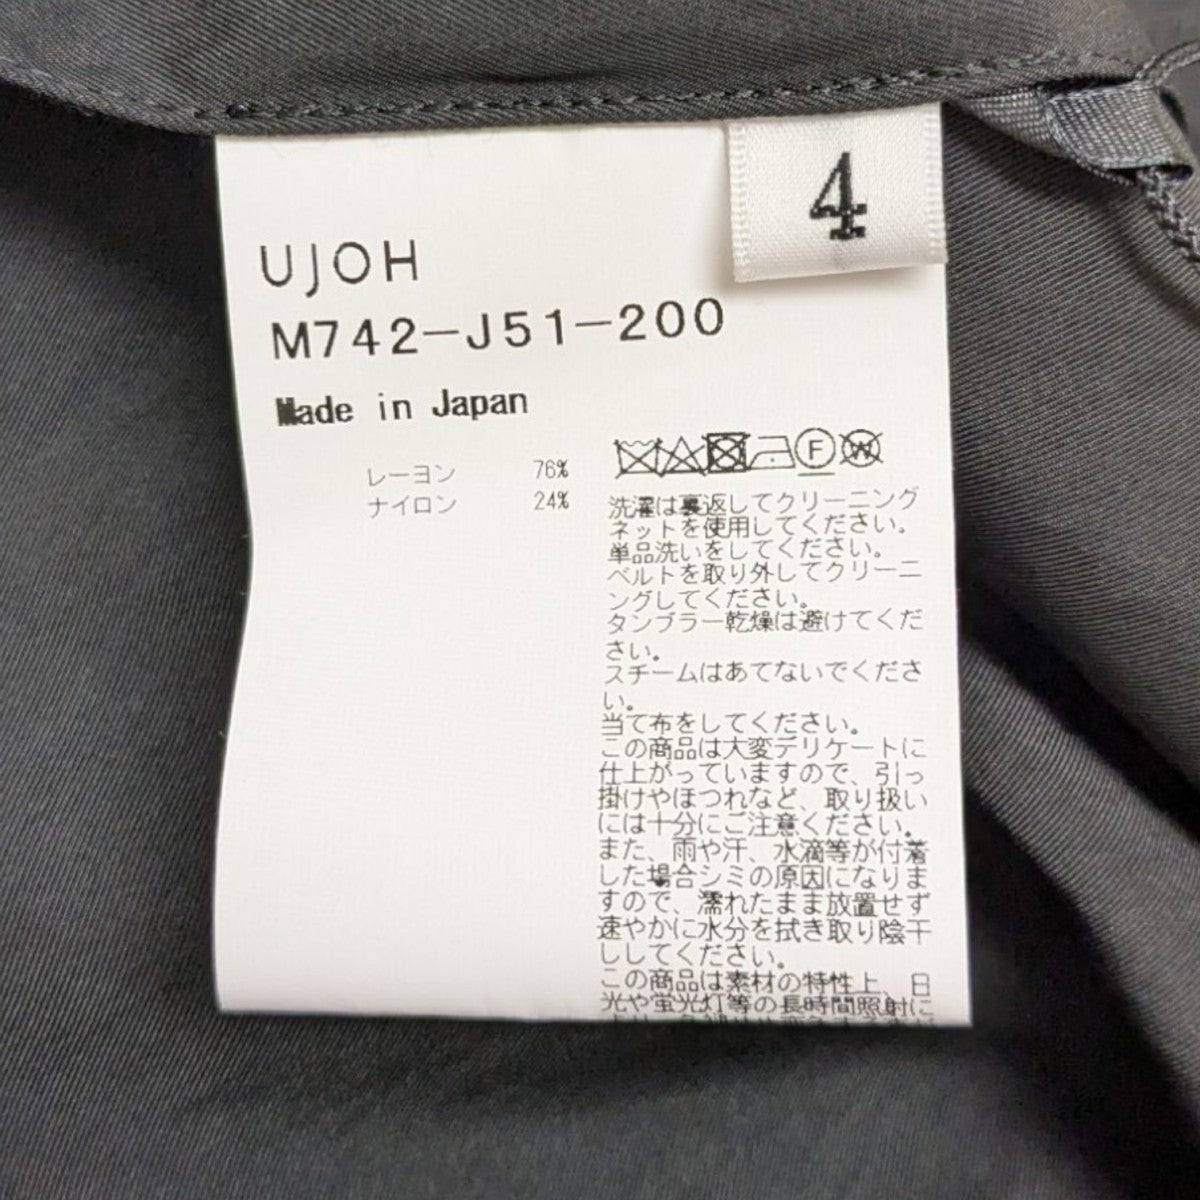 4
UJOH
M742-J51-200
Made in Japan
レーヨン 76%
ナイロン 24%
F W
洗濯は裏返してクリーニング
ネットを使用してください。
単品洗いをしてください。
ベルトを取り外してクリーニ
ングしてください。
タンブラー乾燥は避けてくだ
さい。
スチームはあてないでくださ
い。
当て布をしてください。
この商品は大変デリケートに
仕上がっていますので、引っ
掛けやほつれなど、取り扱い
には十分にご注意ください。
また、雨や汗、水滴等が付着
した場合シミの原因になりま
すので、濡れたまま放置せず
速やかに水分を拭き取り陰干
ししてください。
この商品は素材の特性上、日
光や蛍光灯等の長時間照射に